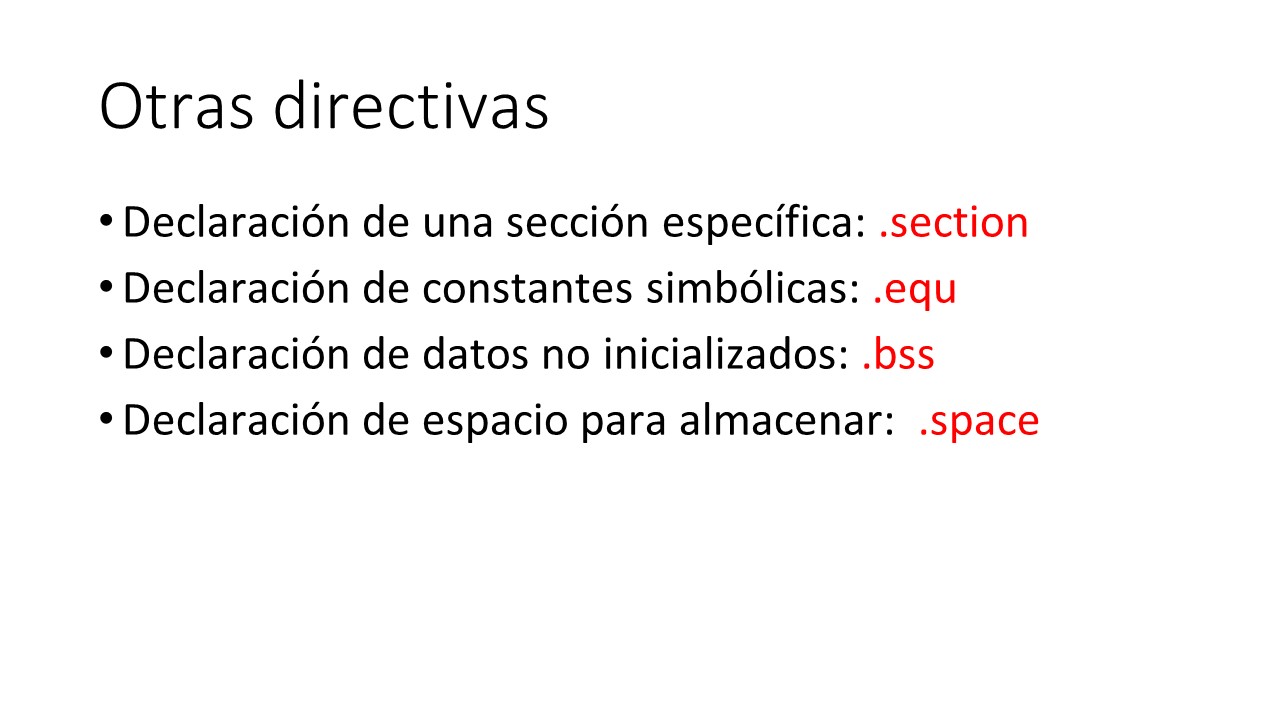 Otras directivas
• Declaración de una sección específica: .section
• Declaración de constantes simbólicas: .equ
• Declaración de datos no inicializados: .bss
• Declaración de espacio para almacenar:  .space